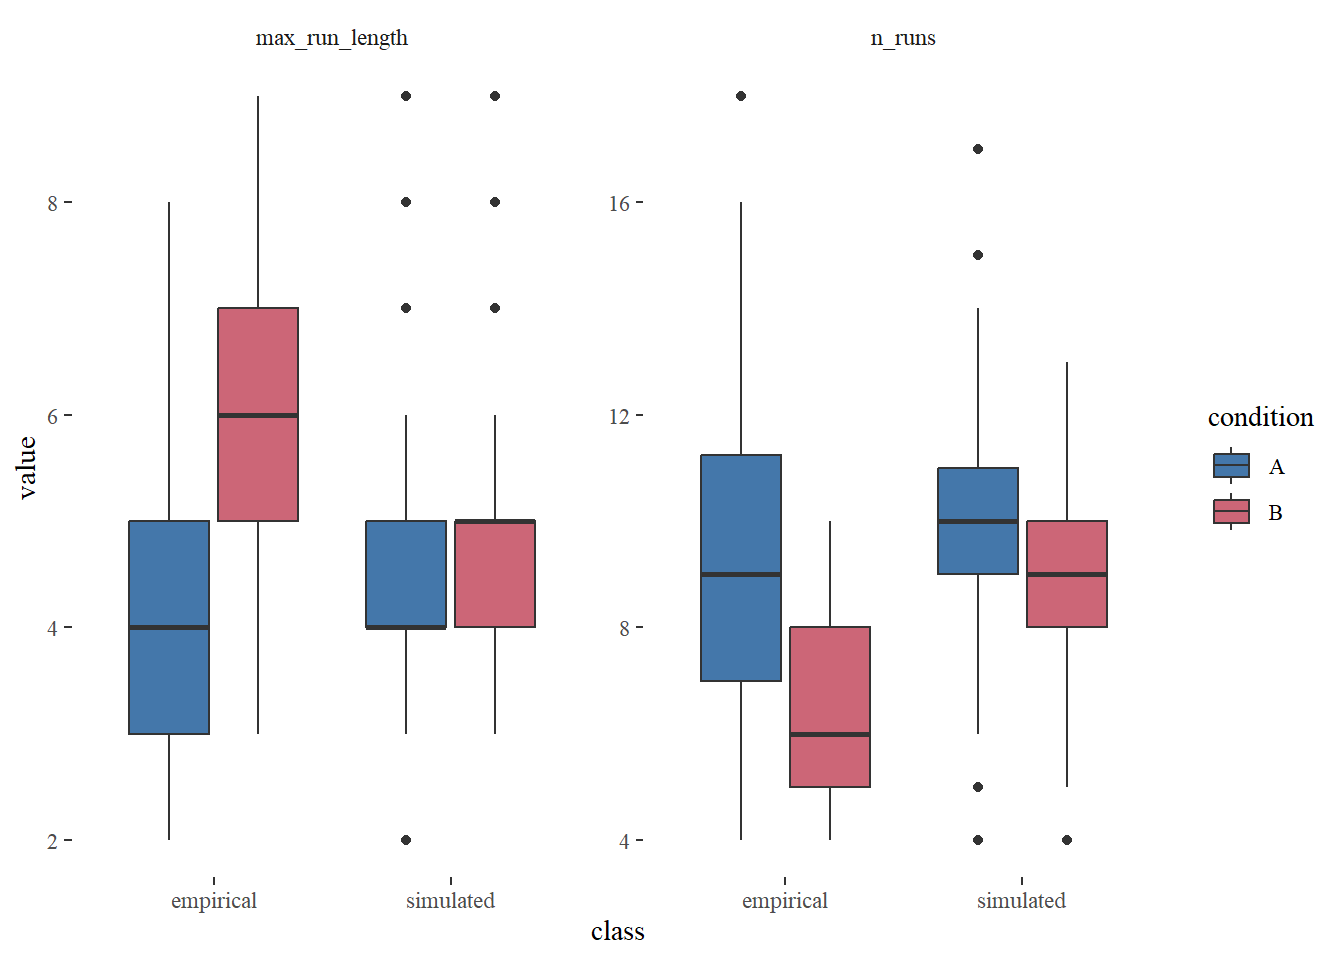 max_run_length
n_runs
value
8
6
4
2
16
12
8
4
empirical
simulated
empirical
simulated
class
condition
A
B